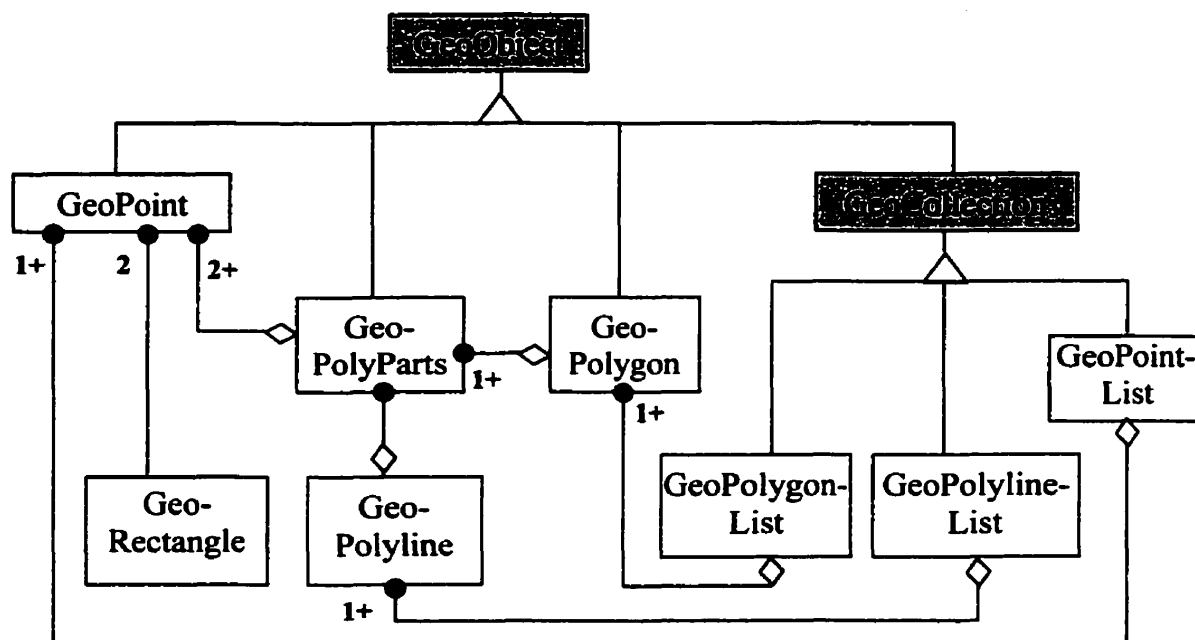 GeoObject
GeoPoint
GeoCollection
1+
2
2+
Geo-
PolyParts
1+
Geo-
Polygon
1+
GeoPoint-
List
Geo-
Rectangle
Geo-
Polyline
1+
GeoPolygon-
List
GeoPolyline-
List